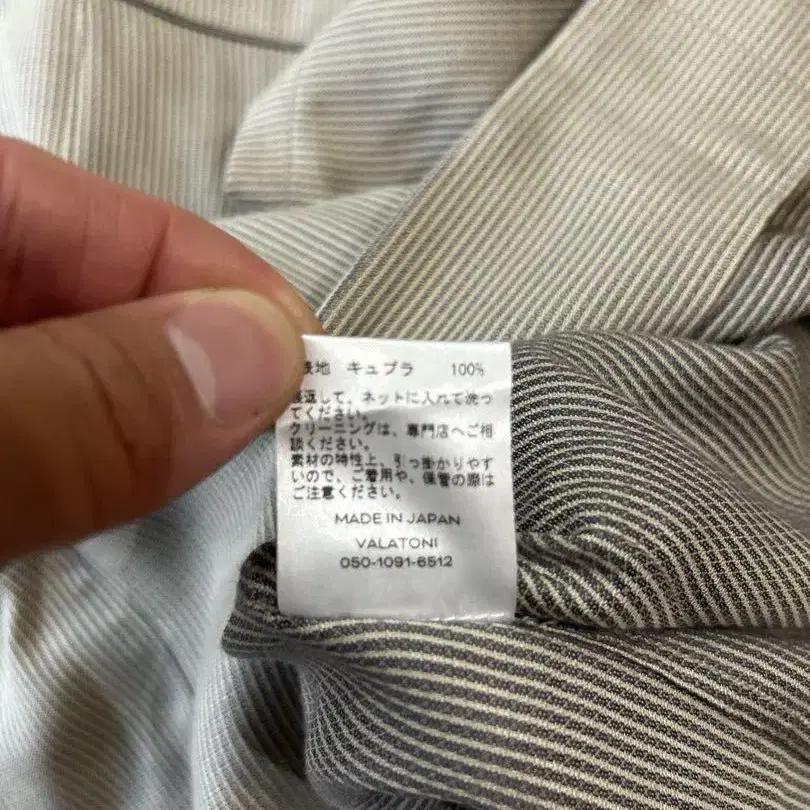 表地 キュプラ 100%
裏返して、ネットに入れて洗っ
てください。
クリーニングは、専門店へご相
談ください。
素材の特性上、引っ掛かりやす
いので、ご着用や、保管の際は
ご注意ください。
MADE IN JAPAN
VALATONI
050-1091-6512